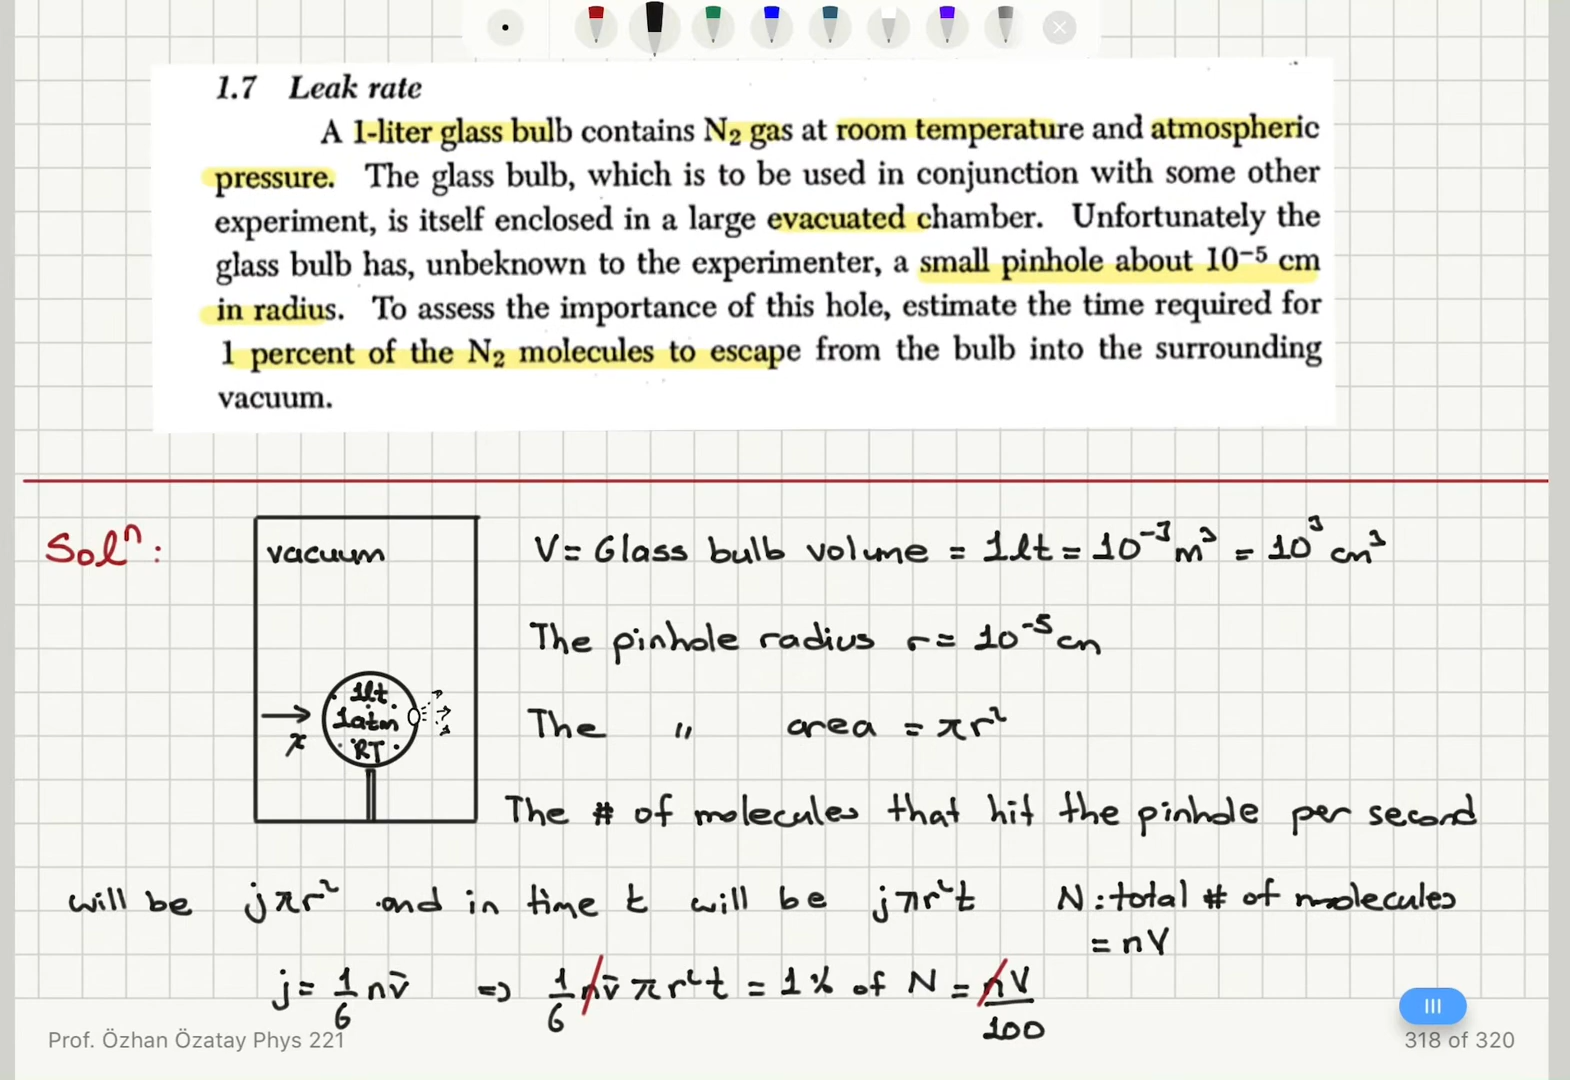 1.7 Leak rate
A 1-liter glass bulb contains N₂ gas at room temperature and atmospheric
pressure. The glass bulb, which is to be used in conjunction with some other
experiment, is itself enclosed in a large evacuated chamber. Unfortunately the
glass bulb has, unbeknown to the experimenter, a small pinhole about 10⁻⁵ cm
in radius. To assess the importance of this hole, estimate the time required for
1 percent of the N₂ molecules to escape from the bulb into the surrounding
vacuum.
Solⁿ:
vacuum
1lt
1atm
RT
x
V = Glass bulb volume = 1lt = 10⁻³ m³ = 10³ cm³
The pinhole radius r = 10⁻⁵ cm
The " area = πr²
The # of molecules that hit the pinhole per second
will be jπr² and in time t will be jπr²t N : total # of molecules
= nV
j = 1/6 nv̄ => 1/6 nv̄ πr²t = 1% of N = nV/100
Prof. Özhan Özatay Phys 221
318 of 320